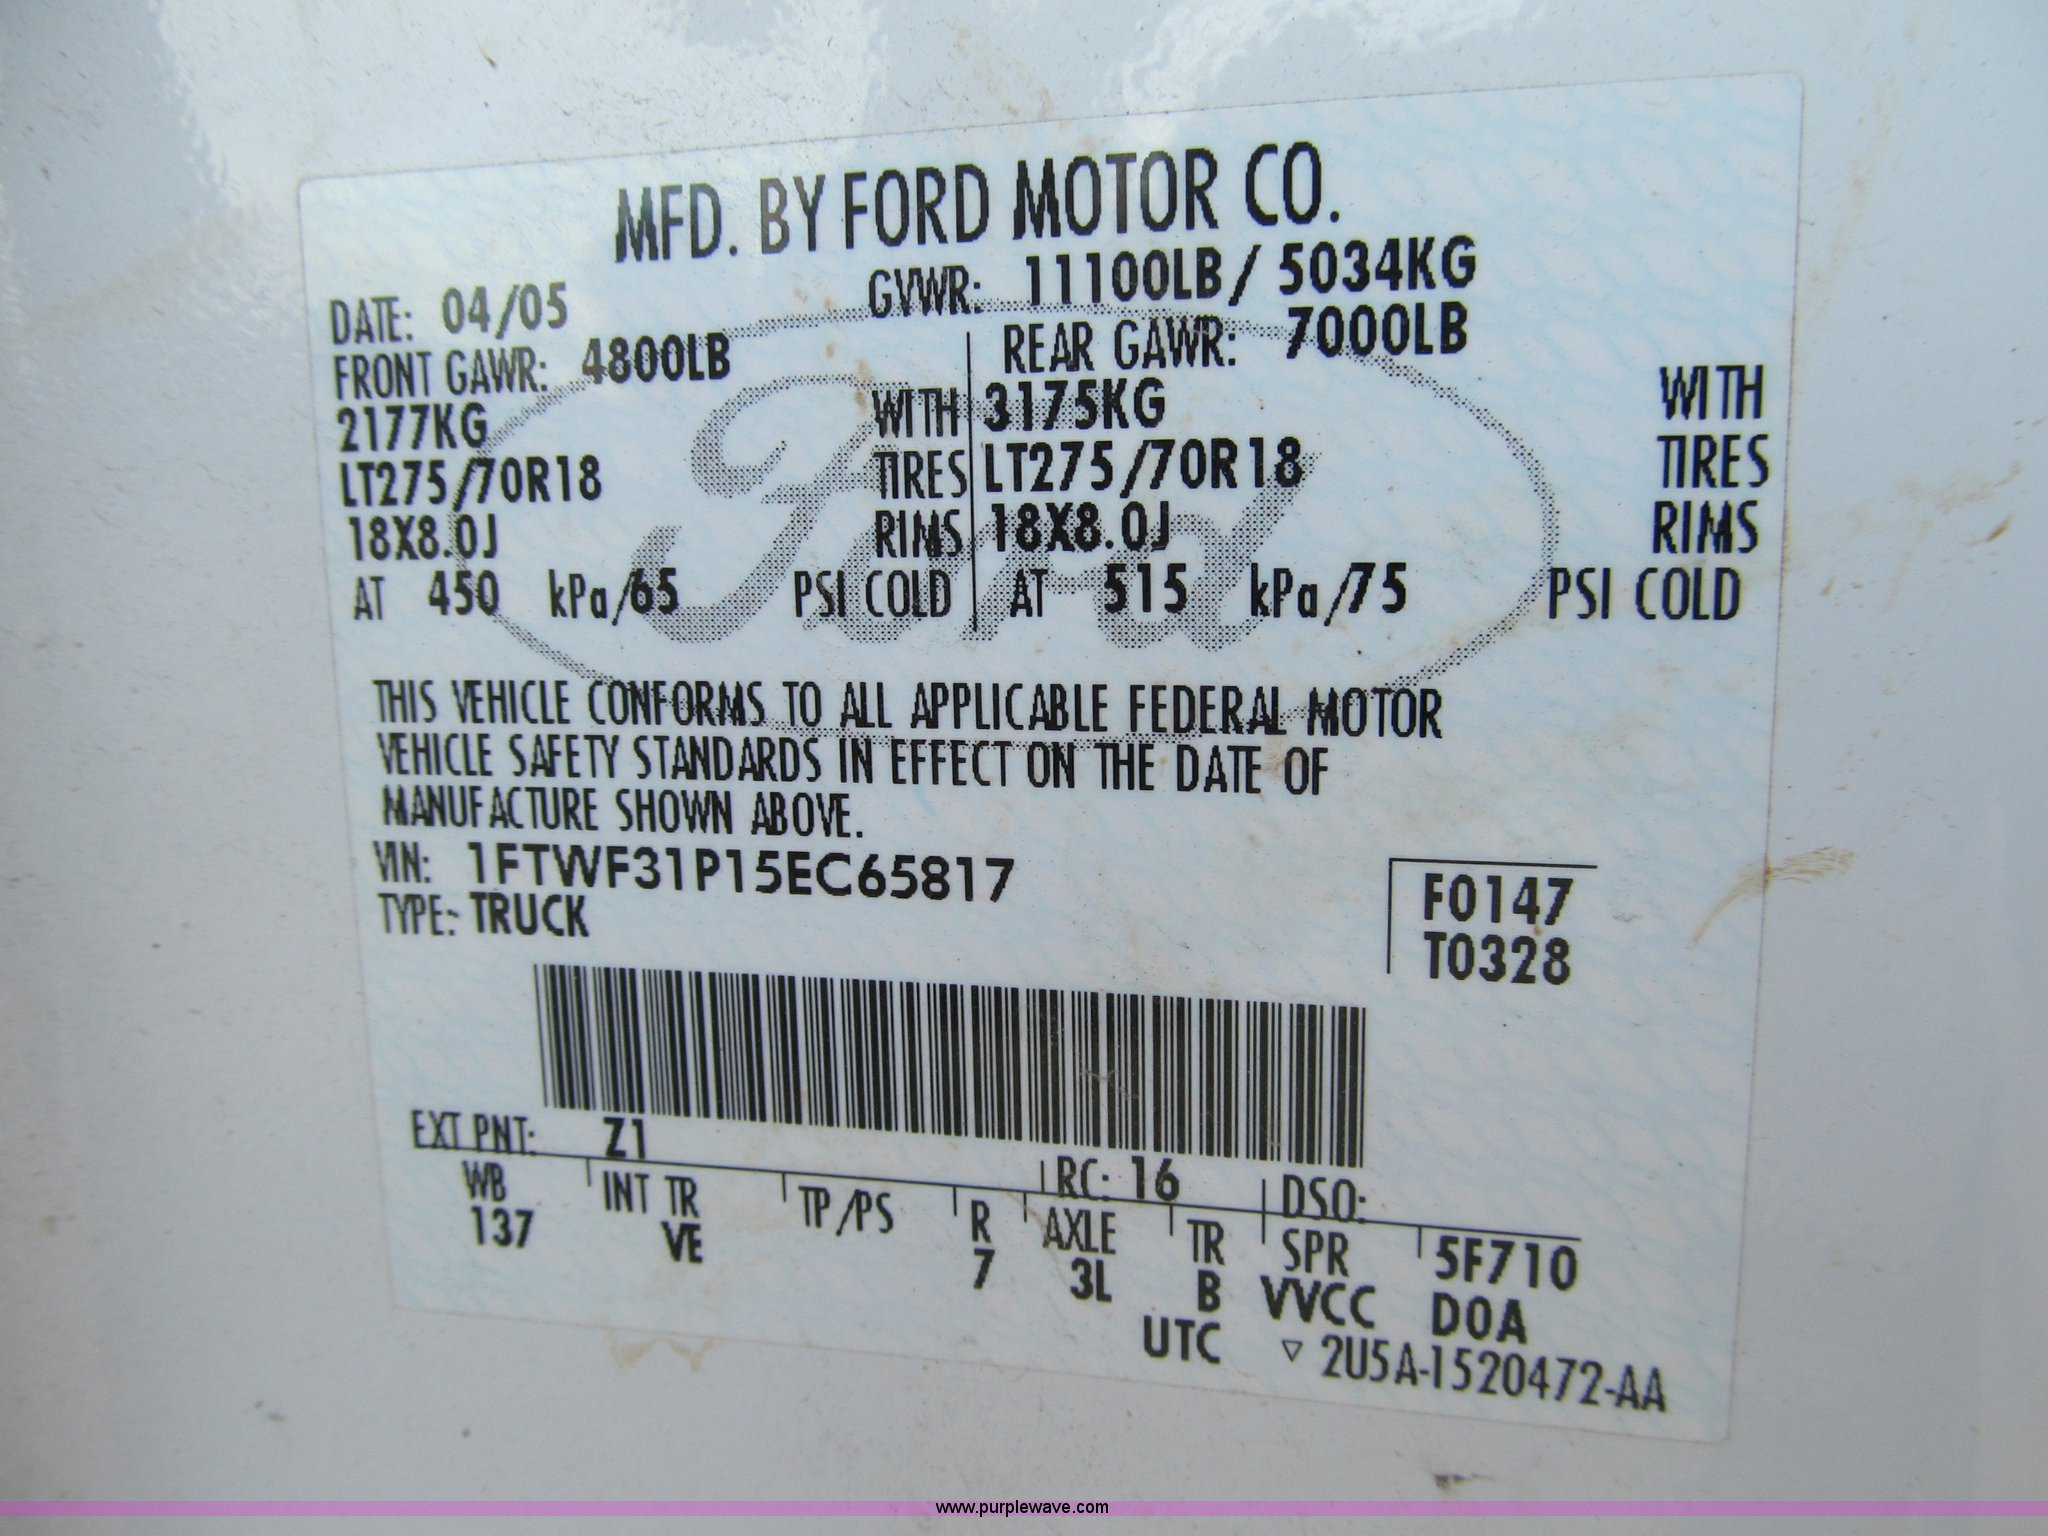 MFD. BY FORD MOTOR CO.
DATE: 04/05 GVWR: 11100LB / 5034KG
FRONT GAWR: 4800LB REAR GAWR: 7000LB
2177KG WITH 3175KG WITH
LT275/70R18 TIRES LT275/70R18 TIRES
18X8.0J RIMS 18X8.0J RIMS
AT 450 kPa/65 PSI COLD AT 515 kPa/75 PSI COLD
Ford
THIS VEHICLE CONFORMS TO ALL APPLICABLE FEDERAL MOTOR
VEHICLE SAFETY STANDARDS IN EFFECT ON THE DATE OF
MANUFACTURE SHOWN ABOVE.
VIN: 1FTWF31P15EC65817
TYPE: TRUCK
F0147
T0328
EXT PNT: Z1 RC: 16 DSO:
WB INT TR TP/PS R AXLE TR SPR 5F710
137 VE 7 3L B VVCC D0A
UTC ▽ 2U5A-1520472-AA
www.purplewave.com